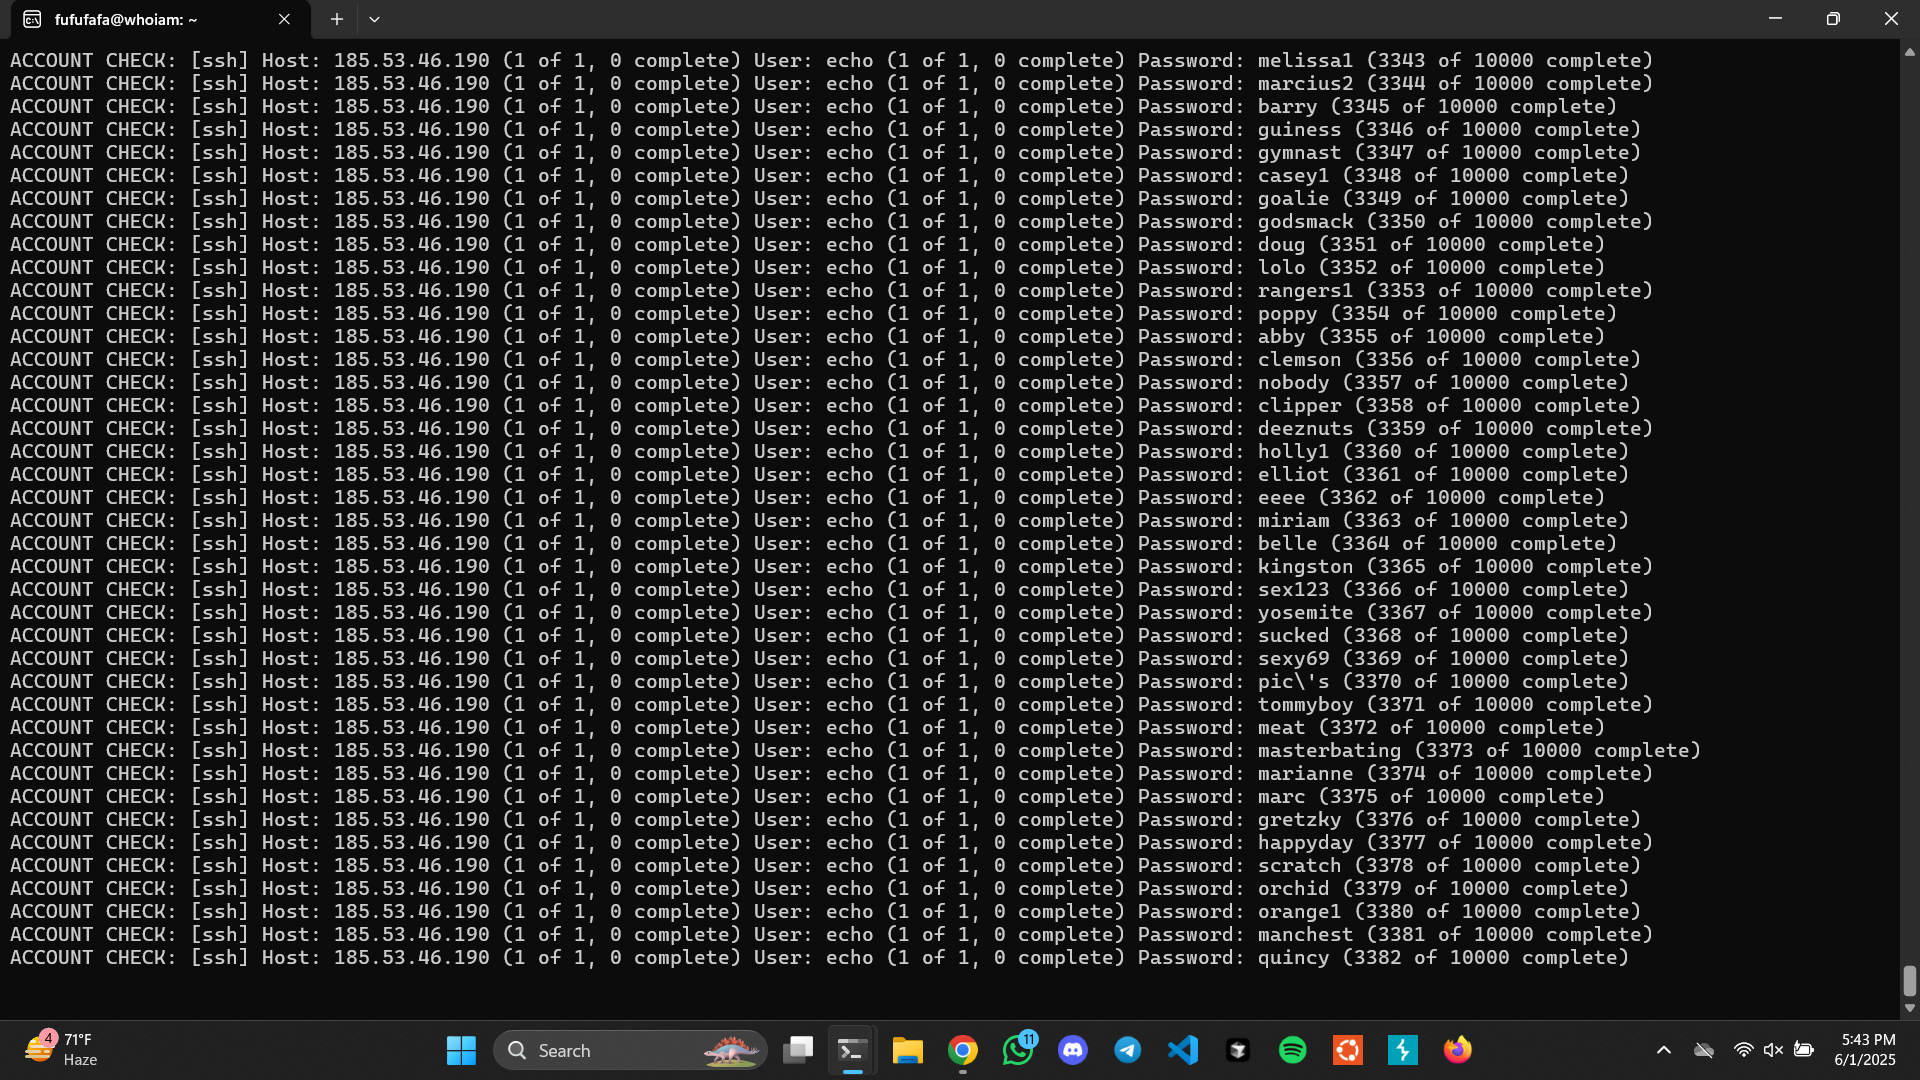 fufufafa@whoiam: ~
ACCOUNT CHECK: [ssh] Host: 185.53.46.190 (1 of 1, 0 complete) User: echo (1 of 1, 0 complete) Password: melissa1 (3343 of 10000 complete)
ACCOUNT CHECK: [ssh] Host: 185.53.46.190 (1 of 1, 0 complete) User: echo (1 of 1, 0 complete) Password: marcius2 (3344 of 10000 complete)
ACCOUNT CHECK: [ssh] Host: 185.53.46.190 (1 of 1, 0 complete) User: echo (1 of 1, 0 complete) Password: barry (3345 of 10000 complete)
ACCOUNT CHECK: [ssh] Host: 185.53.46.190 (1 of 1, 0 complete) User: echo (1 of 1, 0 complete) Password: guiness (3346 of 10000 complete)
ACCOUNT CHECK: [ssh] Host: 185.53.46.190 (1 of 1, 0 complete) User: echo (1 of 1, 0 complete) Password: gymnast (3347 of 10000 complete)
ACCOUNT CHECK: [ssh] Host: 185.53.46.190 (1 of 1, 0 complete) User: echo (1 of 1, 0 complete) Password: casey1 (3348 of 10000 complete)
ACCOUNT CHECK: [ssh] Host: 185.53.46.190 (1 of 1, 0 complete) User: echo (1 of 1, 0 complete) Password: goalie (3349 of 10000 complete)
ACCOUNT CHECK: [ssh] Host: 185.53.46.190 (1 of 1, 0 complete) User: echo (1 of 1, 0 complete) Password: godsmack (3350 of 10000 complete)
ACCOUNT CHECK: [ssh] Host: 185.53.46.190 (1 of 1, 0 complete) User: echo (1 of 1, 0 complete) Password: doug (3351 of 10000 complete)
ACCOUNT CHECK: [ssh] Host: 185.53.46.190 (1 of 1, 0 complete) User: echo (1 of 1, 0 complete) Password: lolo (3352 of 10000 complete)
ACCOUNT CHECK: [ssh] Host: 185.53.46.190 (1 of 1, 0 complete) User: echo (1 of 1, 0 complete) Password: rangers1 (3353 of 10000 complete)
ACCOUNT CHECK: [ssh] Host: 185.53.46.190 (1 of 1, 0 complete) User: echo (1 of 1, 0 complete) Password: poppy (3354 of 10000 complete)
ACCOUNT CHECK: [ssh] Host: 185.53.46.190 (1 of 1, 0 complete) User: echo (1 of 1, 0 complete) Password: abby (3355 of 10000 complete)
ACCOUNT CHECK: [ssh] Host: 185.53.46.190 (1 of 1, 0 complete) User: echo (1 of 1, 0 complete) Password: clemson (3356 of 10000 complete)
ACCOUNT CHECK: [ssh] Host: 185.53.46.190 (1 of 1, 0 complete) User: echo (1 of 1, 0 complete) Password: nobody (3357 of 10000 complete)
ACCOUNT CHECK: [ssh] Host: 185.53.46.190 (1 of 1, 0 complete) User: echo (1 of 1, 0 complete) Password: clipper (3358 of 10000 complete)
ACCOUNT CHECK: [ssh] Host: 185.53.46.190 (1 of 1, 0 complete) User: echo (1 of 1, 0 complete) Password: deeznuts (3359 of 10000 complete)
ACCOUNT CHECK: [ssh] Host: 185.53.46.190 (1 of 1, 0 complete) User: echo (1 of 1, 0 complete) Password: holly1 (3360 of 10000 complete)
ACCOUNT CHECK: [ssh] Host: 185.53.46.190 (1 of 1, 0 complete) User: echo (1 of 1, 0 complete) Password: elliot (3361 of 10000 complete)
ACCOUNT CHECK: [ssh] Host: 185.53.46.190 (1 of 1, 0 complete) User: echo (1 of 1, 0 complete) Password: eeee (3362 of 10000 complete)
ACCOUNT CHECK: [ssh] Host: 185.53.46.190 (1 of 1, 0 complete) User: echo (1 of 1, 0 complete) Password: miriam (3363 of 10000 complete)
ACCOUNT CHECK: [ssh] Host: 185.53.46.190 (1 of 1, 0 complete) User: echo (1 of 1, 0 complete) Password: belle (3364 of 10000 complete)
ACCOUNT CHECK: [ssh] Host: 185.53.46.190 (1 of 1, 0 complete) User: echo (1 of 1, 0 complete) Password: kingston (3365 of 10000 complete)
ACCOUNT CHECK: [ssh] Host: 185.53.46.190 (1 of 1, 0 complete) User: echo (1 of 1, 0 complete) Password: sex123 (3366 of 10000 complete)
ACCOUNT CHECK: [ssh] Host: 185.53.46.190 (1 of 1, 0 complete) User: echo (1 of 1, 0 complete) Password: yosemite (3367 of 10000 complete)
ACCOUNT CHECK: [ssh] Host: 185.53.46.190 (1 of 1, 0 complete) User: echo (1 of 1, 0 complete) Password: sucked (3368 of 10000 complete)
ACCOUNT CHECK: [ssh] Host: 185.53.46.190 (1 of 1, 0 complete) User: echo (1 of 1, 0 complete) Password: sexy69 (3369 of 10000 complete)
ACCOUNT CHECK: [ssh] Host: 185.53.46.190 (1 of 1, 0 complete) User: echo (1 of 1, 0 complete) Password: pic\'s (3370 of 10000 complete)
ACCOUNT CHECK: [ssh] Host: 185.53.46.190 (1 of 1, 0 complete) User: echo (1 of 1, 0 complete) Password: tommyboy (3371 of 10000 complete)
ACCOUNT CHECK: [ssh] Host: 185.53.46.190 (1 of 1, 0 complete) User: echo (1 of 1, 0 complete) Password: meat (3372 of 10000 complete)
ACCOUNT CHECK: [ssh] Host: 185.53.46.190 (1 of 1, 0 complete) User: echo (1 of 1, 0 complete) Password: masterbating (3373 of 10000 complete)
ACCOUNT CHECK: [ssh] Host: 185.53.46.190 (1 of 1, 0 complete) User: echo (1 of 1, 0 complete) Password: marianne (3374 of 10000 complete)
ACCOUNT CHECK: [ssh] Host: 185.53.46.190 (1 of 1, 0 complete) User: echo (1 of 1, 0 complete) Password: marc (3375 of 10000 complete)
ACCOUNT CHECK: [ssh] Host: 185.53.46.190 (1 of 1, 0 complete) User: echo (1 of 1, 0 complete) Password: gretzky (3376 of 10000 complete)
ACCOUNT CHECK: [ssh] Host: 185.53.46.190 (1 of 1, 0 complete) User: echo (1 of 1, 0 complete) Password: happyday (3377 of 10000 complete)
ACCOUNT CHECK: [ssh] Host: 185.53.46.190 (1 of 1, 0 complete) User: echo (1 of 1, 0 complete) Password: scratch (3378 of 10000 complete)
ACCOUNT CHECK: [ssh] Host: 185.53.46.190 (1 of 1, 0 complete) User: echo (1 of 1, 0 complete) Password: orchid (3379 of 10000 complete)
ACCOUNT CHECK: [ssh] Host: 185.53.46.190 (1 of 1, 0 complete) User: echo (1 of 1, 0 complete) Password: orange1 (3380 of 10000 complete)
ACCOUNT CHECK: [ssh] Host: 185.53.46.190 (1 of 1, 0 complete) User: echo (1 of 1, 0 complete) Password: manchest (3381 of 10000 complete)
ACCOUNT CHECK: [ssh] Host: 185.53.46.190 (1 of 1, 0 complete) User: echo (1 of 1, 0 complete) Password: quincy (3382 of 10000 complete)
4
71°F
Haze
Search
11
5:43 PM
6/1/2025